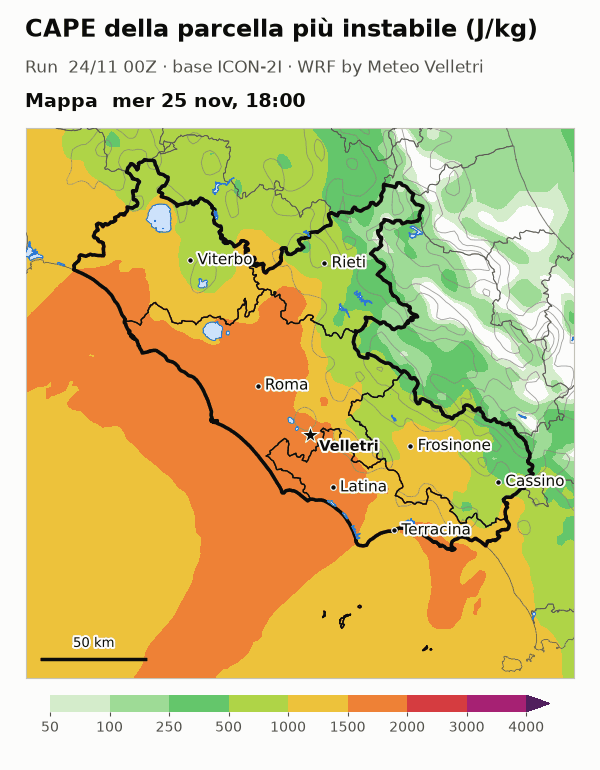 CAPE della parcella più instabile (J/kg)
Run  24/11 00Z · base ICON-2I · WRF by Meteo Velletri
Mappa  mer 25 nov, 18:00
Viterbo
Rieti
Roma
Velletri
Frosinone
Latina
Cassino
Terracina
50 km
50 100 250 500 1000 1500 2000 3000 4000